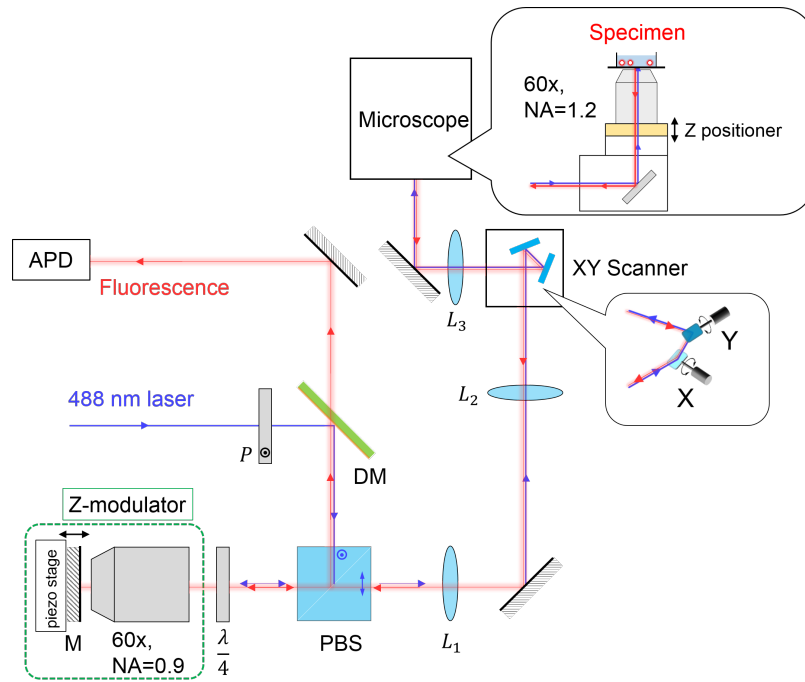 Specimen
60x,
NA=1.2
Z positioner
Microscope
APD
Fluorescence
XY Scanner
L₃
Y
X
488 nm laser
P
DM
L₂
Z-modulator
piezo stage
M
60x,
NA=0.9
λ
4
PBS
L₁